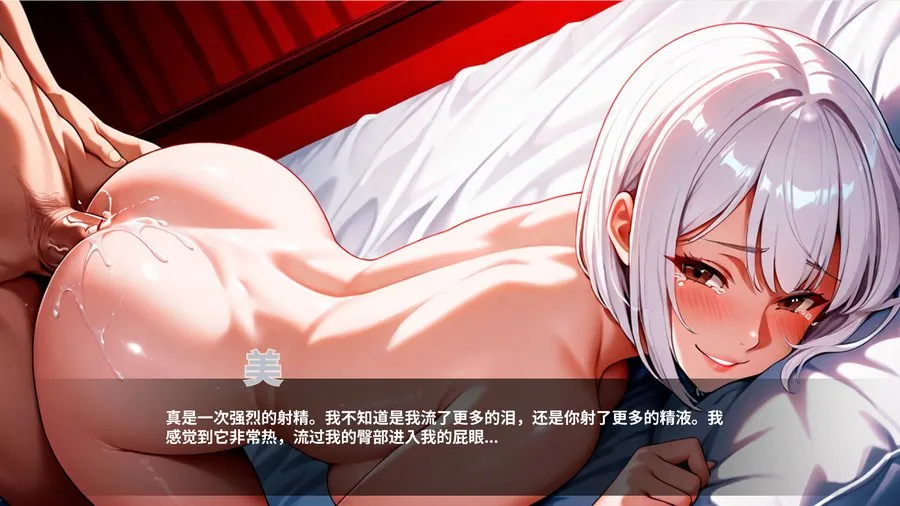 美
真是一次强烈的射精。我不知道是我流了更多的泪，还是你射了更多的精液。我
感觉到它非常热，流过我的臀部进入我的屁眼...